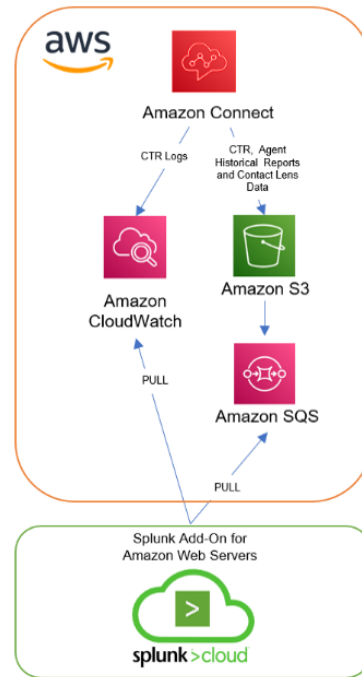 aws
Amazon Connect
CTR Logs
CTR, Agent
Historical Reports
and Contact Lens
Data
Amazon
CloudWatch
Amazon S3
PULL
Amazon SQS
PULL
Splunk Add-On for
Amazon Web Servers
>
splunk>cloud